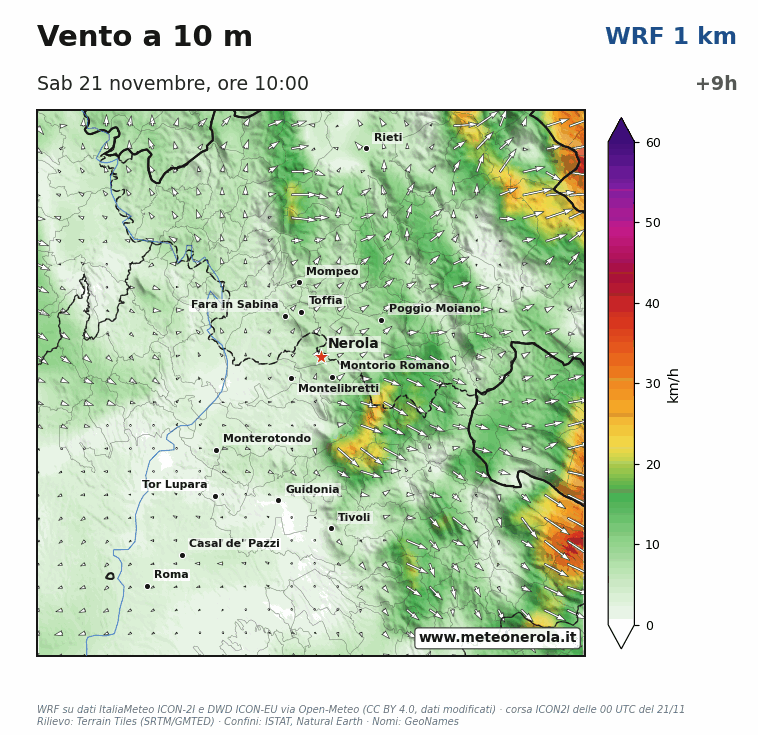 Vento a 10 m
WRF 1 km
Sab 21 novembre, ore 10:00
+9h
Rieti
Mompeo
Fara in Sabina
Toffia
Poggio Moiano
Nerola
Montorio Romano
Montelibretti
Monterotondo
Tor Lupara
Guidonia
Tivoli
Casal de' Pazzi
Roma
www.meteonerola.it
60
50
40
30
20
10
0
km/h
WRF su dati ItaliaMeteo ICON-2I e DWD ICON-EU via Open-Meteo (CC BY 4.0, dati modificati) · corsa ICON2I delle 00 UTC del 21/11
Rilievo: Terrain Tiles (SRTM/GMTED) · Confini: ISTAT, Natural Earth · Nomi: GeoNames